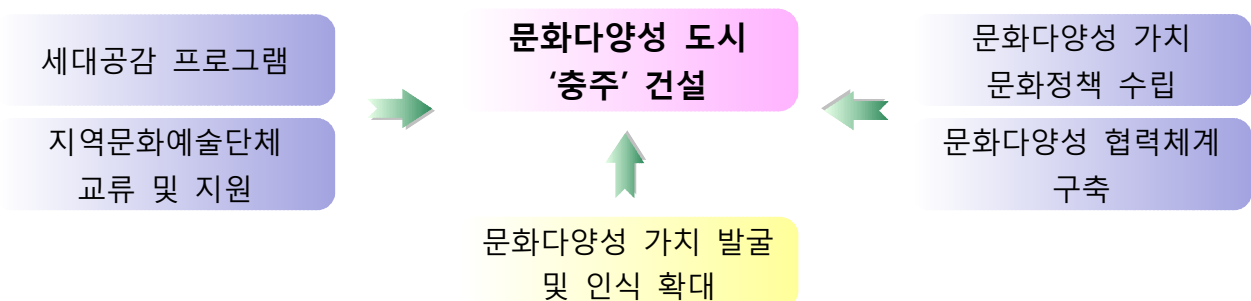 세대공감 프로그램
지역문화예술단체
교류 및 지원
문화다양성 도시
‘충주’ 건설
문화다양성 가치 발굴
및 인식 확대
문화다양성 가치
문화정책 수립
문화다양성 협력체계
구축